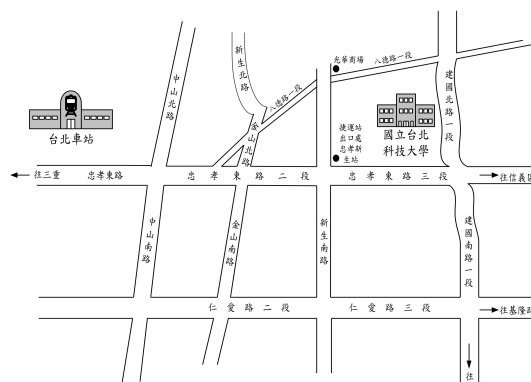 新生北路
中山北路
光華商場
八德路一段
八德路一段
建國北路一段
台北車站
金山北路
捷運站
出口處
忠孝新
生站
國立台北
科技大學
往三重
忠孝東路
忠孝東路二段
忠孝東路三段
往信義區
中山南路
金山南路
新生南路
建國南路一段
仁愛路二段
仁愛路三段
往基隆路
往